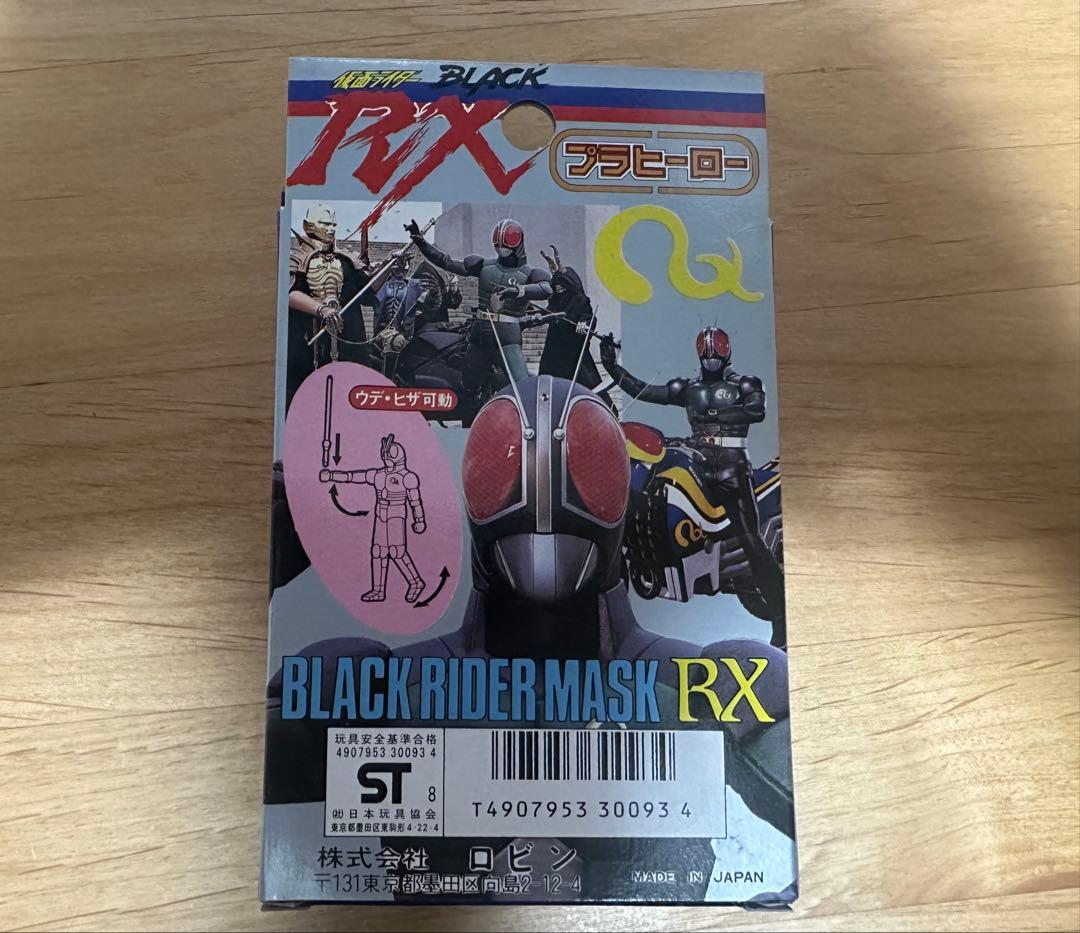 仮面ライダー BLACK
RX
プラヒーロー
ウデ・ヒザ可動
BLACK RIDER MASK RX
玩具安全基準合格
4907953 30093 4
ST 8
㈳日本玩具協会
東京都墨田区東駒形4-22-4
T4907953 30093 4
株式会社 ロビン
〒131東京都墨田区向島2-12-4
MADE IN JAPAN